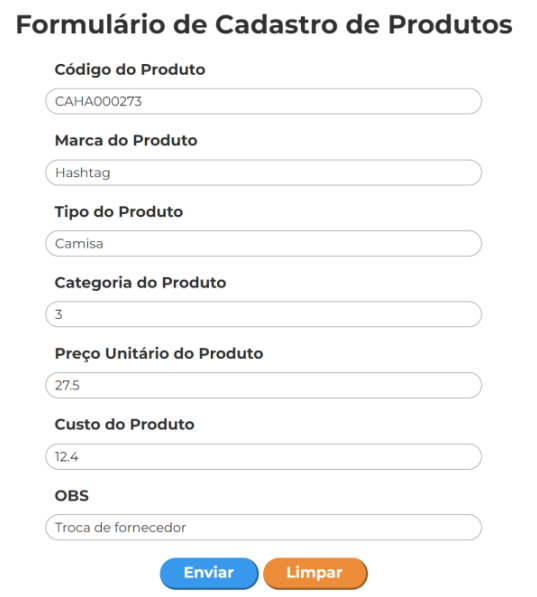 Formulário de Cadastro de Produtos
Código do Produto
CAHA000273
Marca do Produto
Hashtag
Tipo do Produto
Camisa
Categoria do Produto
3
Preço Unitário do Produto
27.5
Custo do Produto
12.4
OBS
Troca de fornecedor
Enviar Limpar